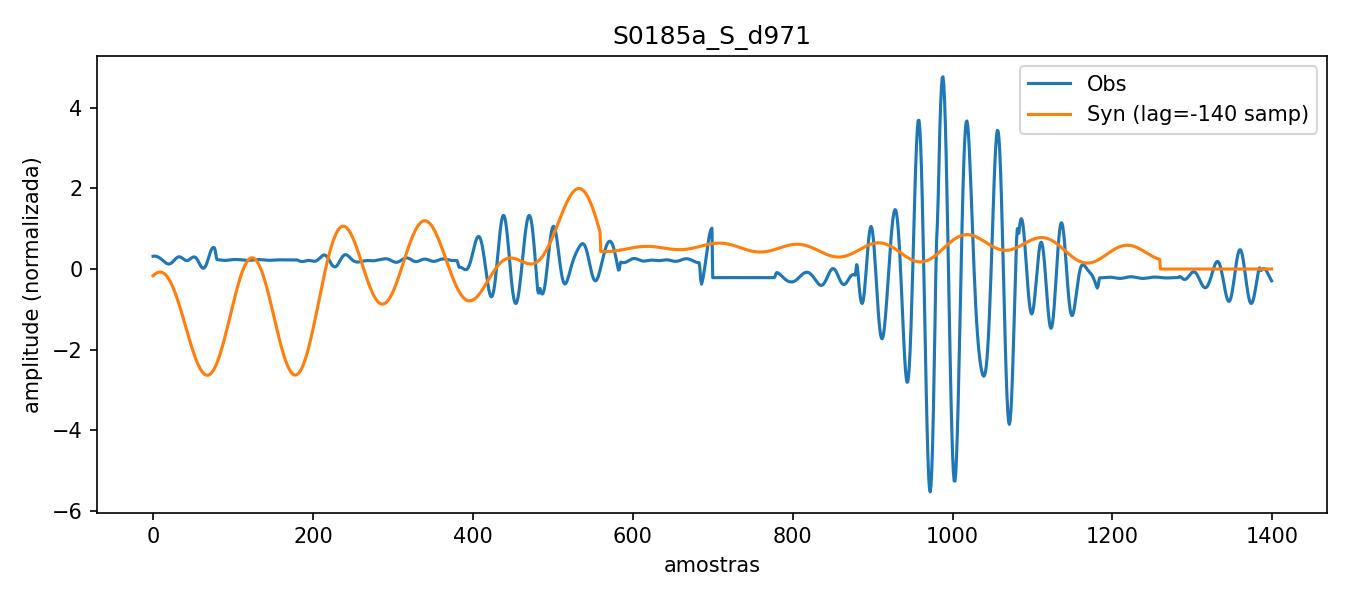 S0185a_S_d971
Obs
Syn (lag=-140 samp)
amplitude (normalizada)
4
2
0
−2
−4
−6
0 200 400 600 800 1000 1200 1400
amostras